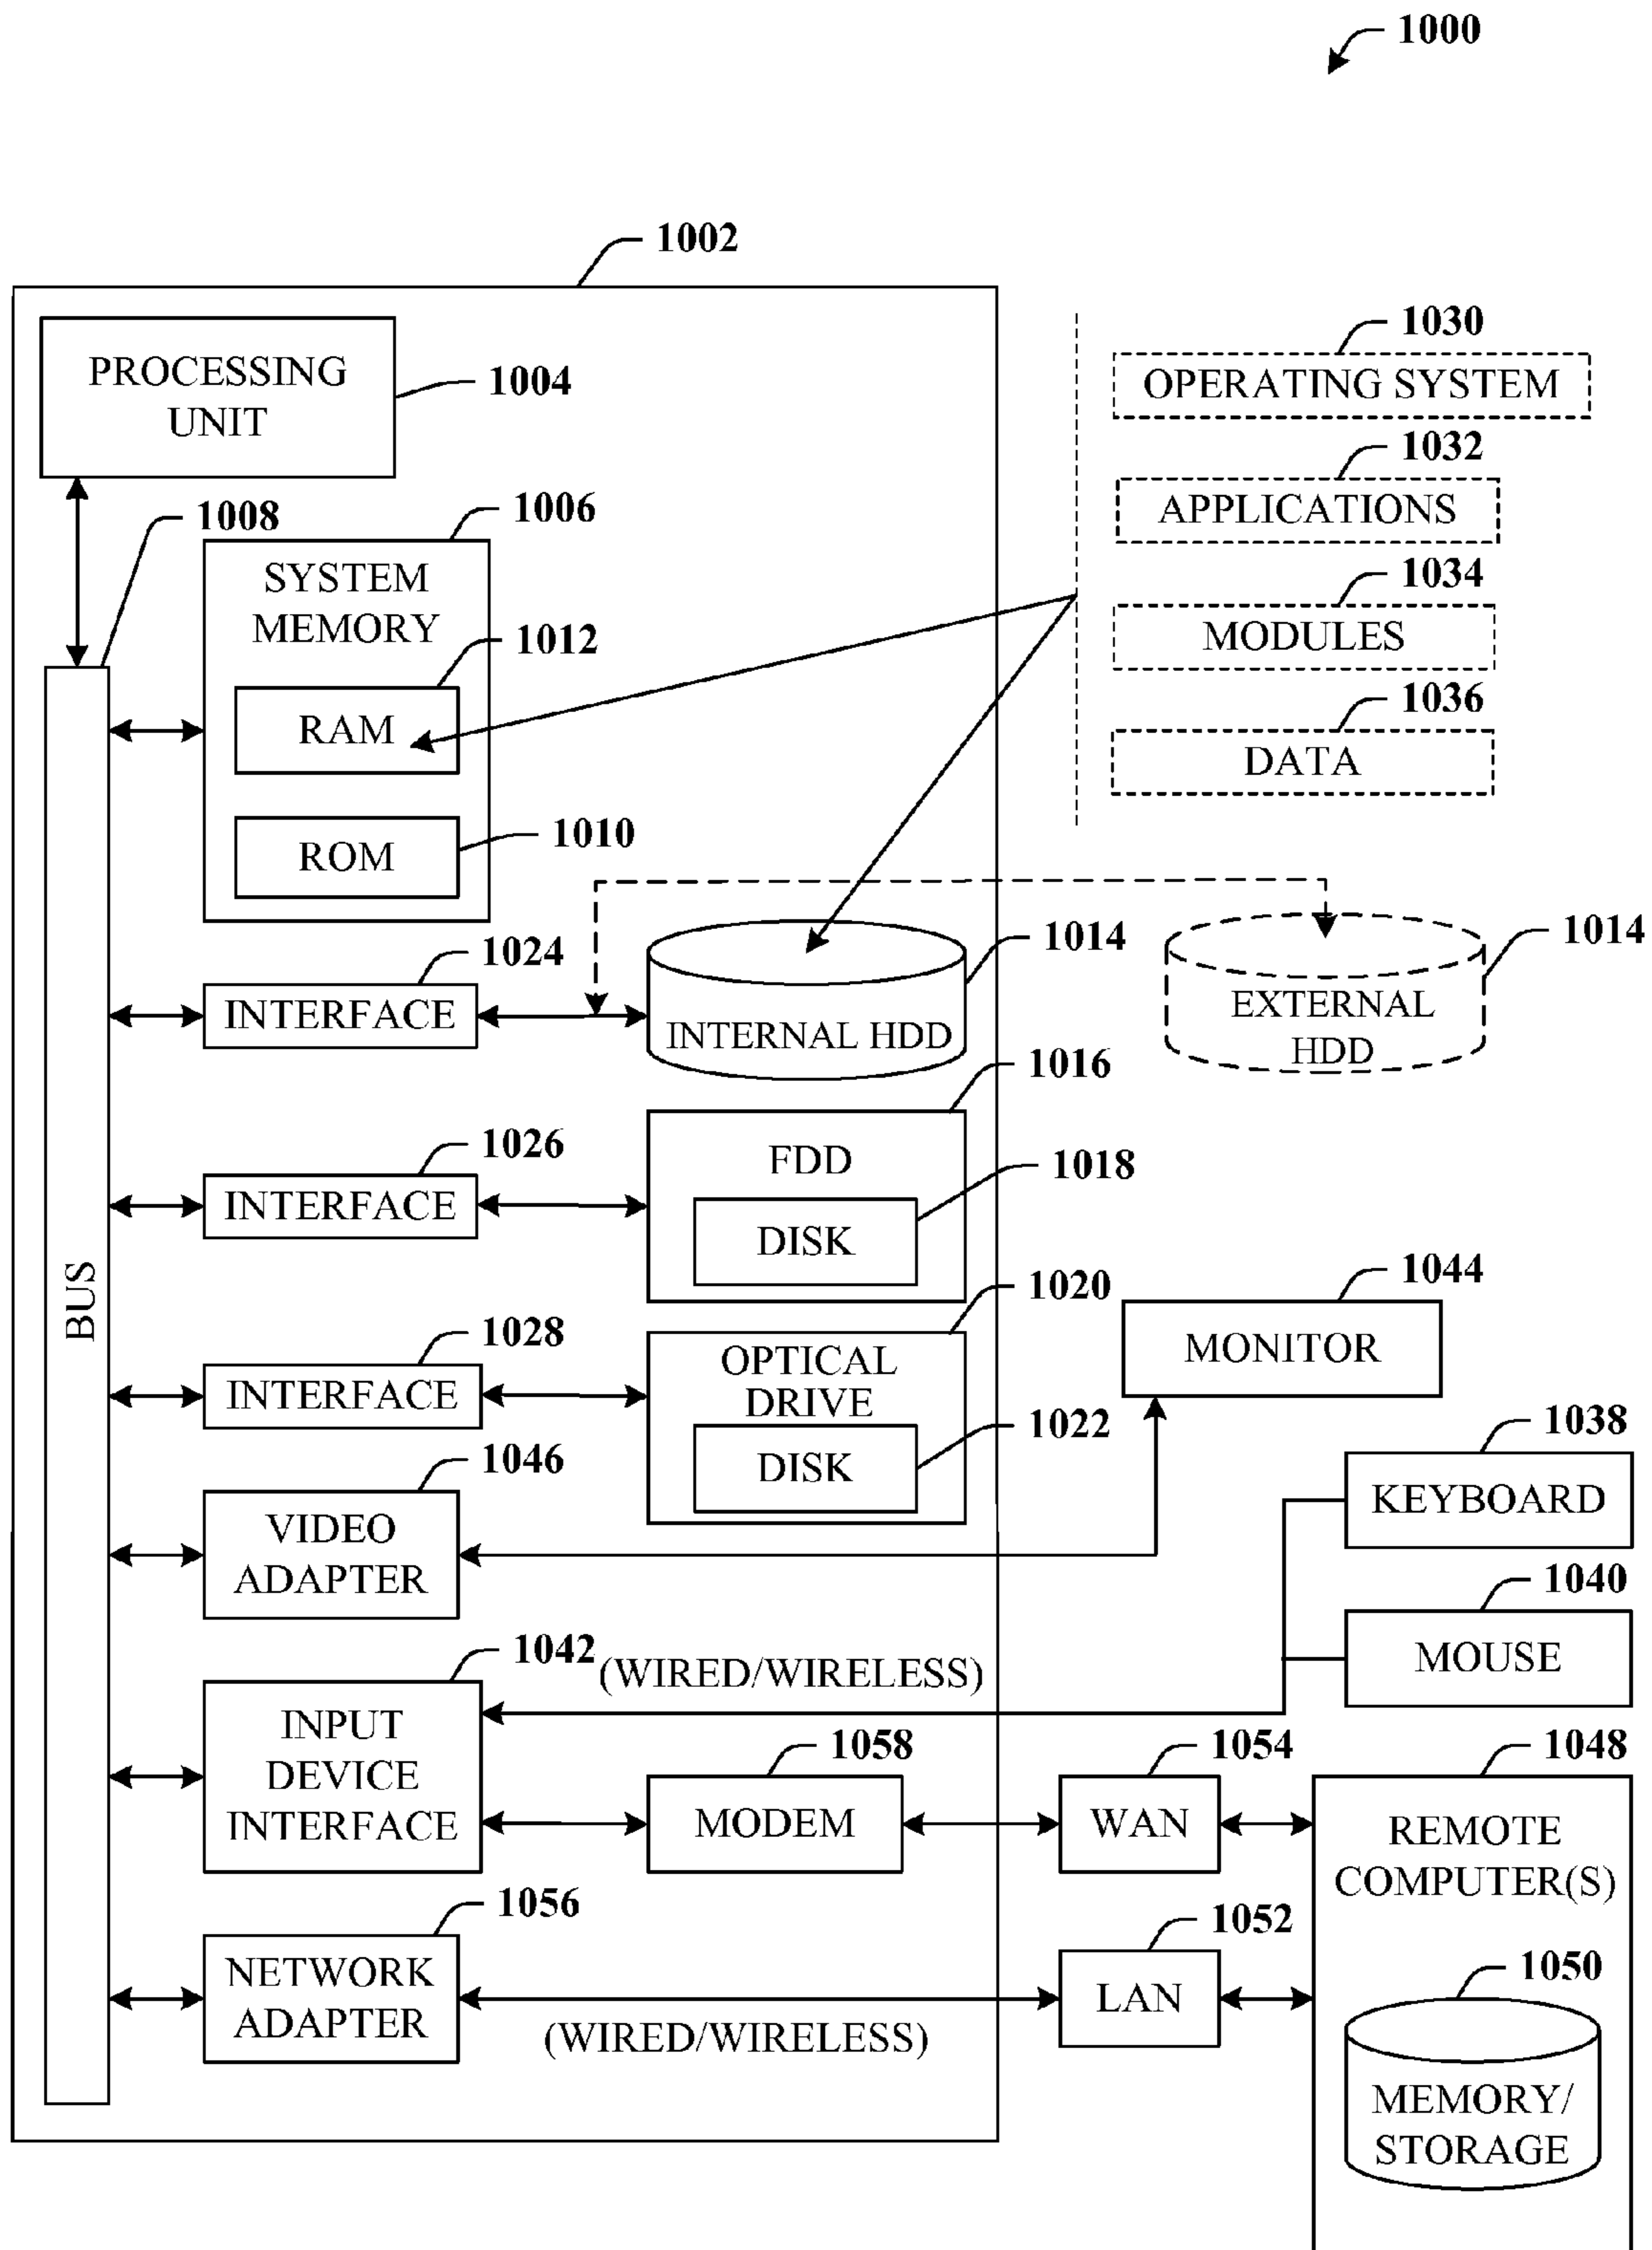 1000
1002
PROCESSING
UNIT
1004
1030
OPERATING SYSTEM
1032
APPLICATIONS
1034
MODULES
1036
DATA
1008
1006
SYSTEM
MEMORY
1012
RAM
1010
ROM
1024
INTERFACE
1014
INTERNAL HDD
1014
EXTERNAL
HDD
1016
FDD
1018
DISK
1026
INTERFACE
BUS
1028
INTERFACE
1020
OPTICAL
DRIVE
1022
DISK
1044
MONITOR
1046
VIDEO
ADAPTER
1038
KEYBOARD
1040
MOUSE
1042
(WIRED/WIRELESS)
INPUT
DEVICE
INTERFACE
1058
MODEM
1054
WAN
1048
REMOTE
COMPUTER(S)
1056
NETWORK
ADAPTER
(WIRED/WIRELESS)
1052
LAN
1050
MEMORY/
STORAGE